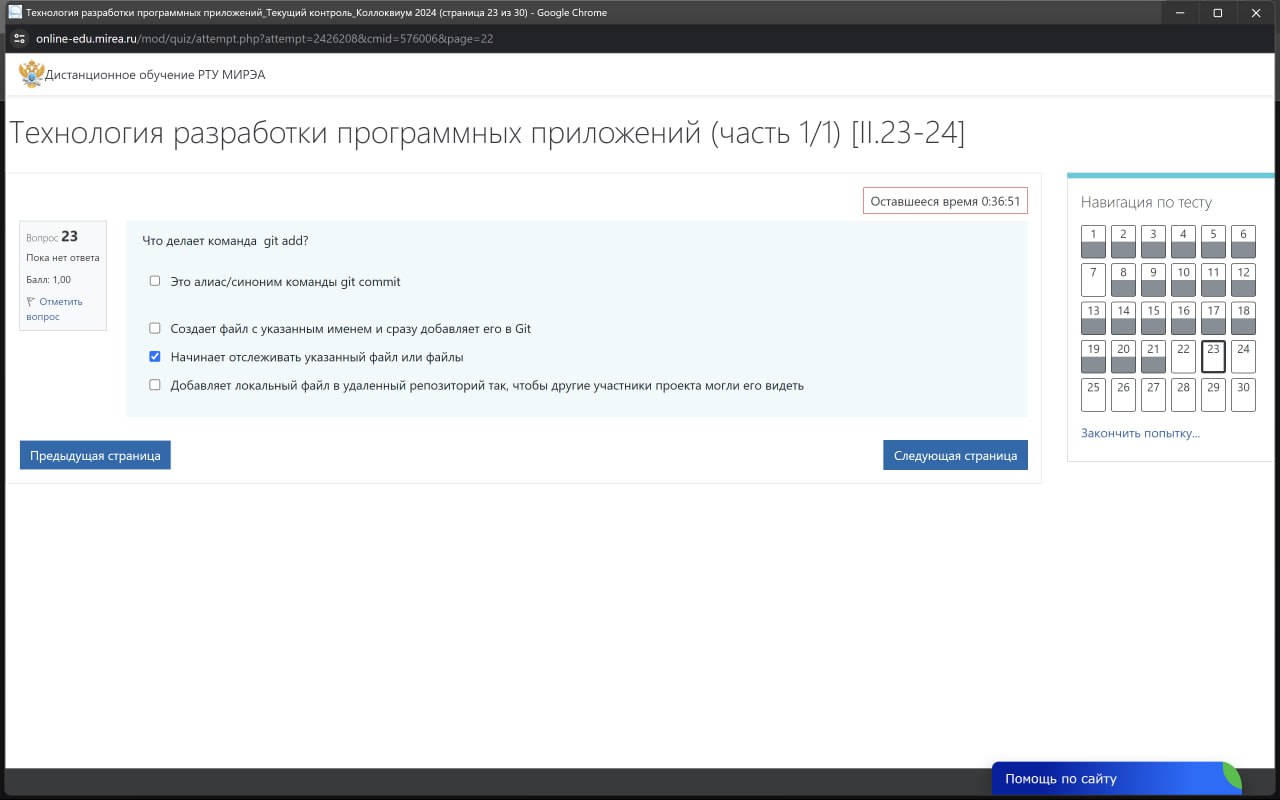 Технология разработки программных приложений_Текущий контроль_Коллоквиум 2024 (страница 23 из 30) - Google Chrome
online-edu.mirea.ru/mod/quiz/attempt.php?attempt=2426208&cmid=576006&page=22
Дистанционное обучение РТУ МИРЭА
Технология разработки программных приложений (часть 1/1) [II.23-24]
Оставшееся время 0:36:51
Вопрос 23
Пока нет ответа
Балл: 1,00
Отметить
вопрос
Что делает команда git add?
Это алиас/синоним команды git commit
Создает файл с указанным именем и сразу добавляет его в Git
Начинает отслеживать указанный файл или файлы
Добавляет локальный файл в удаленный репозиторий так, чтобы другие участники проекта могли его видеть
Предыдущая страница
Следующая страница
Навигация по тесту
1 2 3 4 5 6
7 8 9 10 11 12
13 14 15 16 17 18
19 20 21 22 23 24
25 26 27 28 29 30
Закончить попытку...
Помощь по сайту